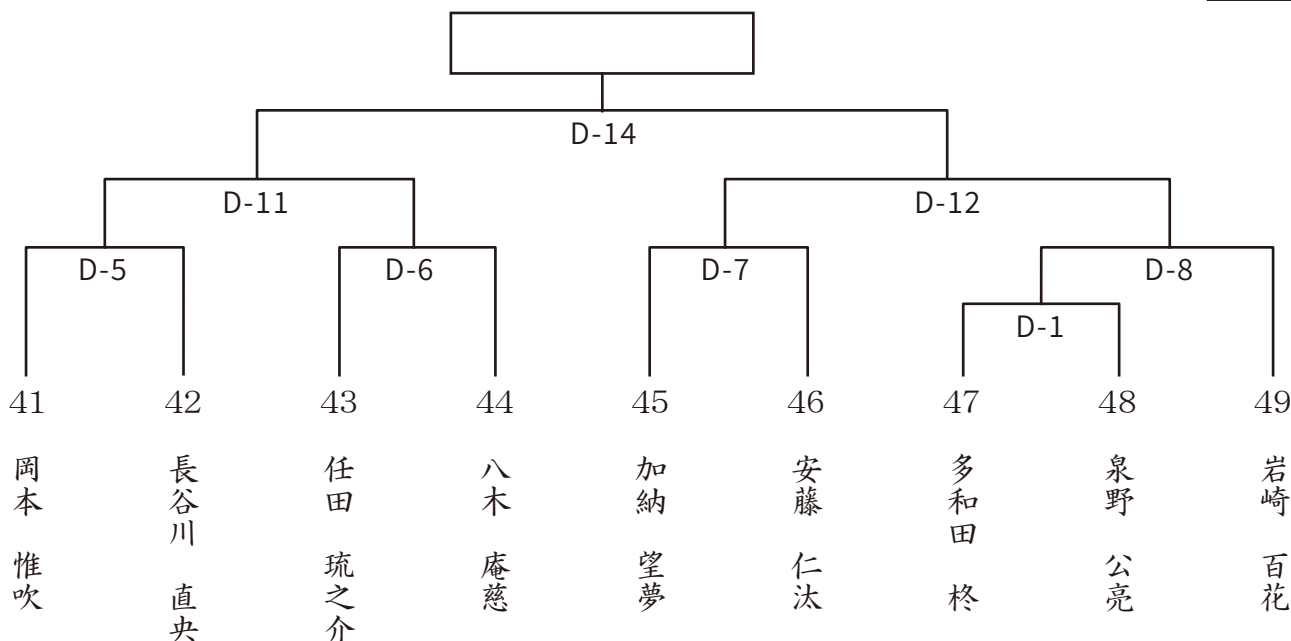 D-14
D-11
D-12
D-5
D-6
D-7
D-8
D-1
41
42
43
44
45
46
47
48
49
岡本 惟吹
長谷川 直央
任田 琉之介
八木 庵慈
加納 望夢
安藤 仁汰
多和田 柊
泉野 公亮
岩崎 百花